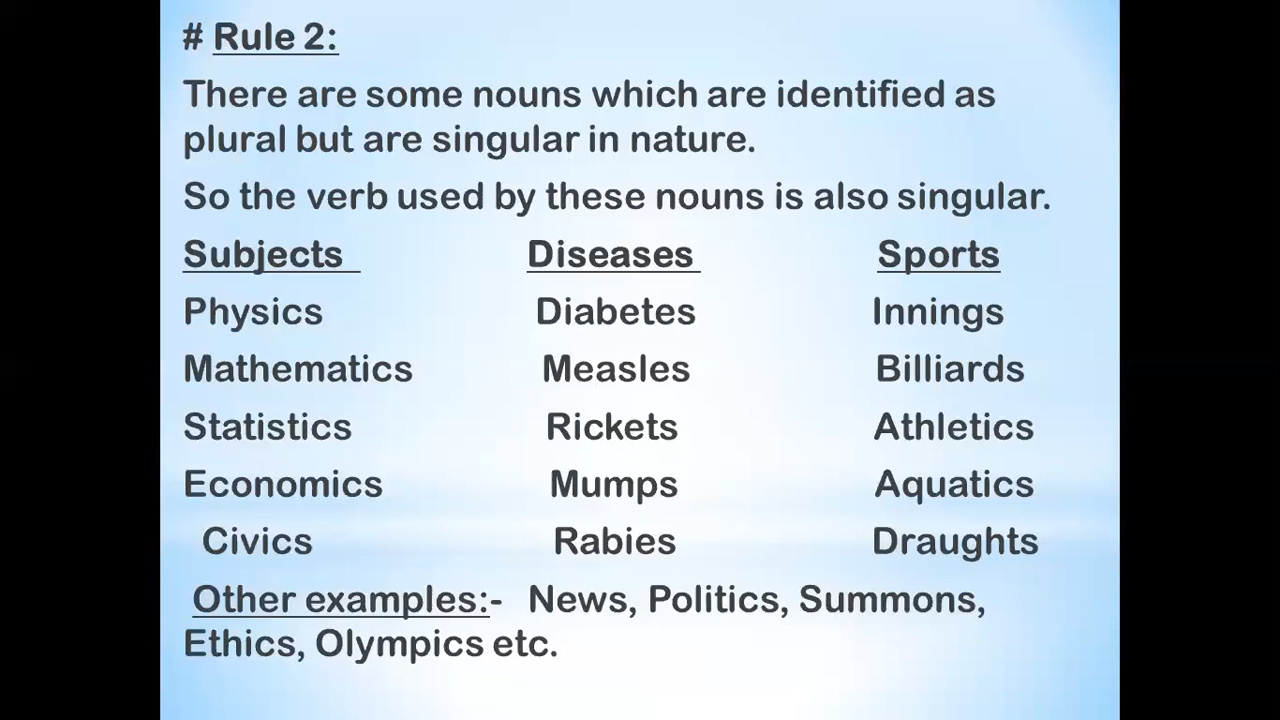 # Rule 2:
There are some nouns which are identified as
plural but are singular in nature.
So the verb used by these nouns is also singular.
Subjects Diseases Sports
Physics Diabetes Innings
Mathematics Measles Billiards
Statistics Rickets Athletics
Economics Mumps Aquatics
Civics Rabies Draughts
Other examples:- News, Politics, Summons,
Ethics, Olympics etc.